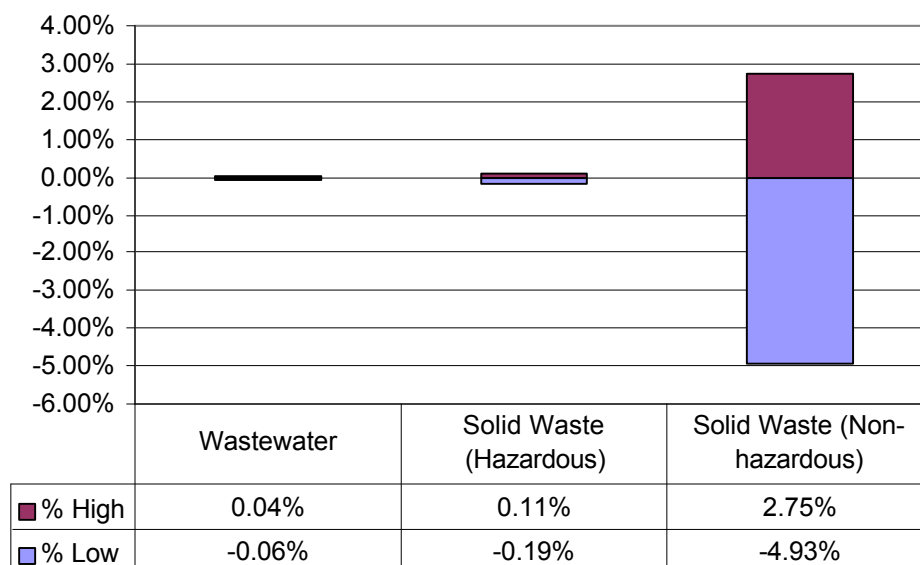 4.00%
3.00%
2.00%
1.00%
0.00%
-1.00%
-2.00%
-3.00%
-4.00%
-5.00%
-6.00%
Wastewater
Solid Waste
(Hazardous)
Solid Waste (Non-
hazardous)
% High 0.04% 0.11% 2.75%
% Low -0.06% -0.19% -4.93%